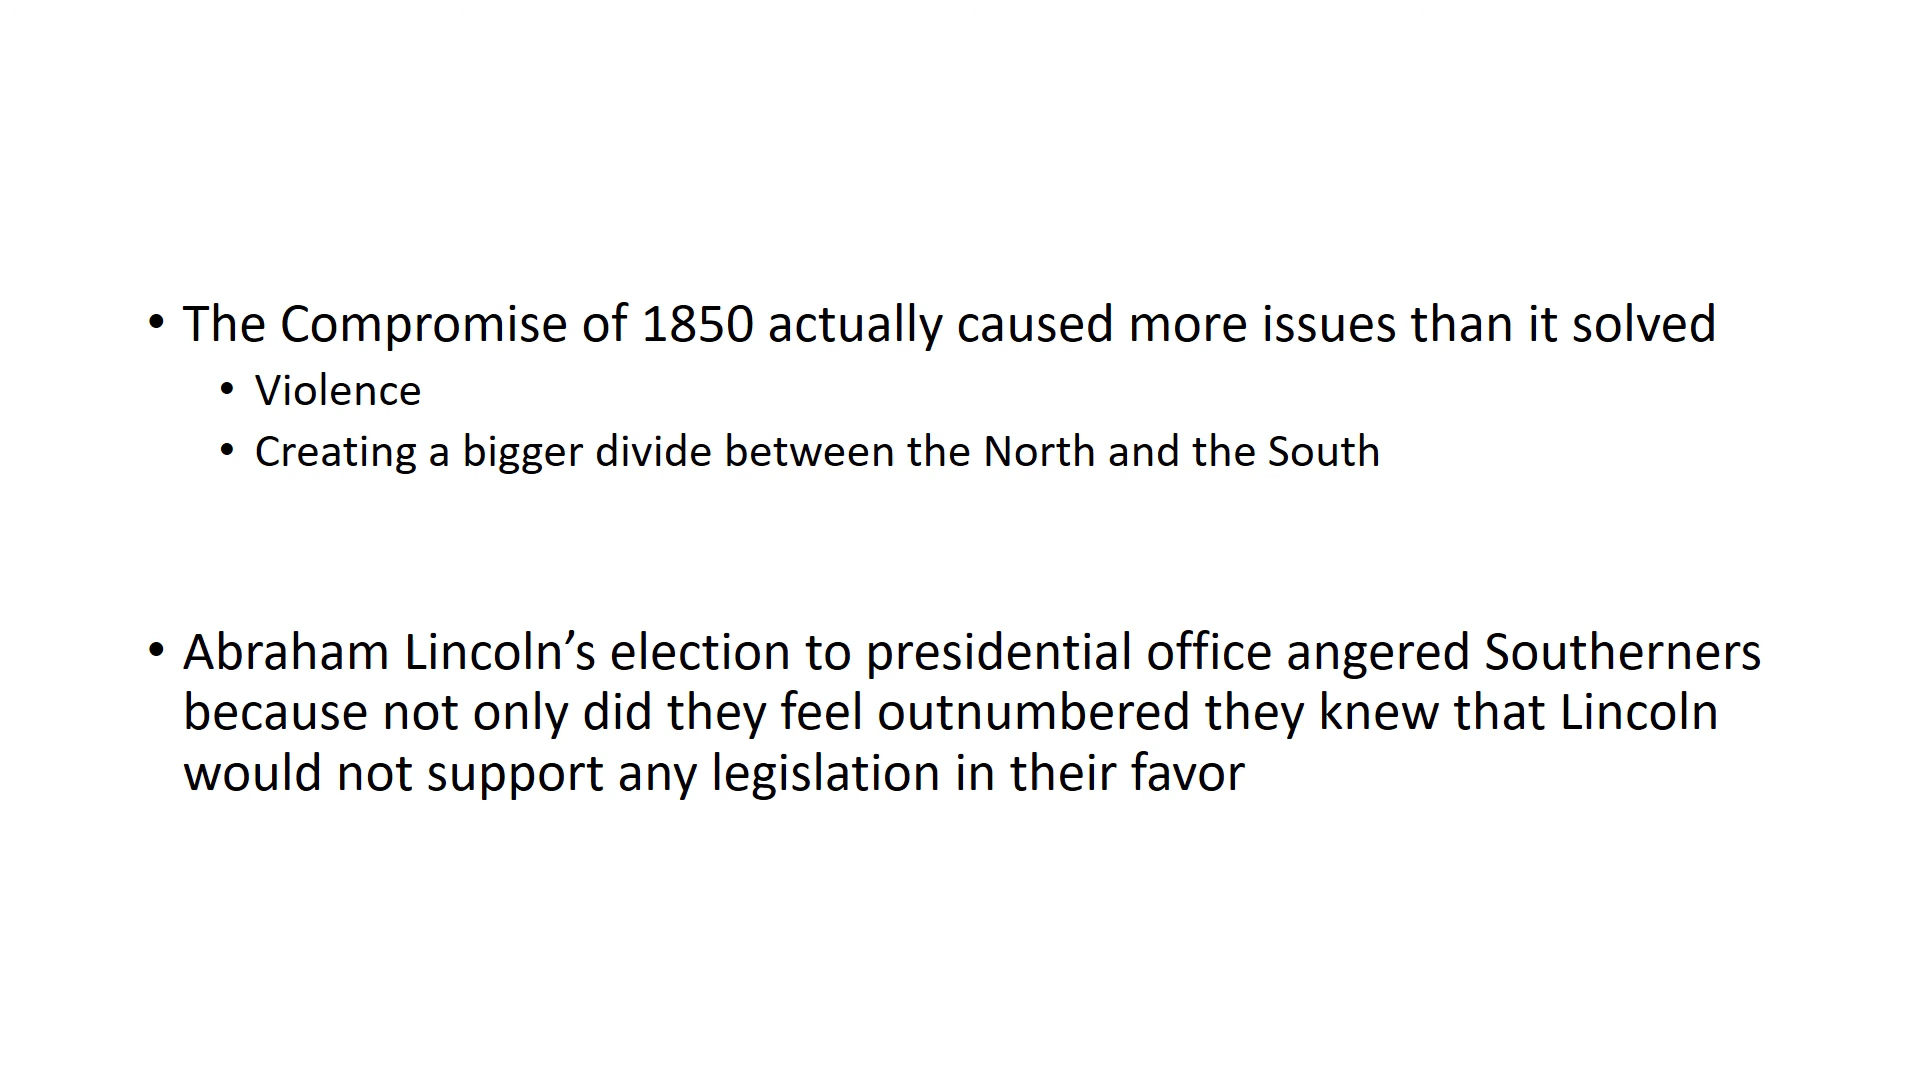 • The Compromise of 1850 actually caused more issues than it solved
• Violence
• Creating a bigger divide between the North and the South
• Abraham Lincoln’s election to presidential office angered Southerners
because not only did they feel outnumbered they knew that Lincoln
would not support any legislation in their favor